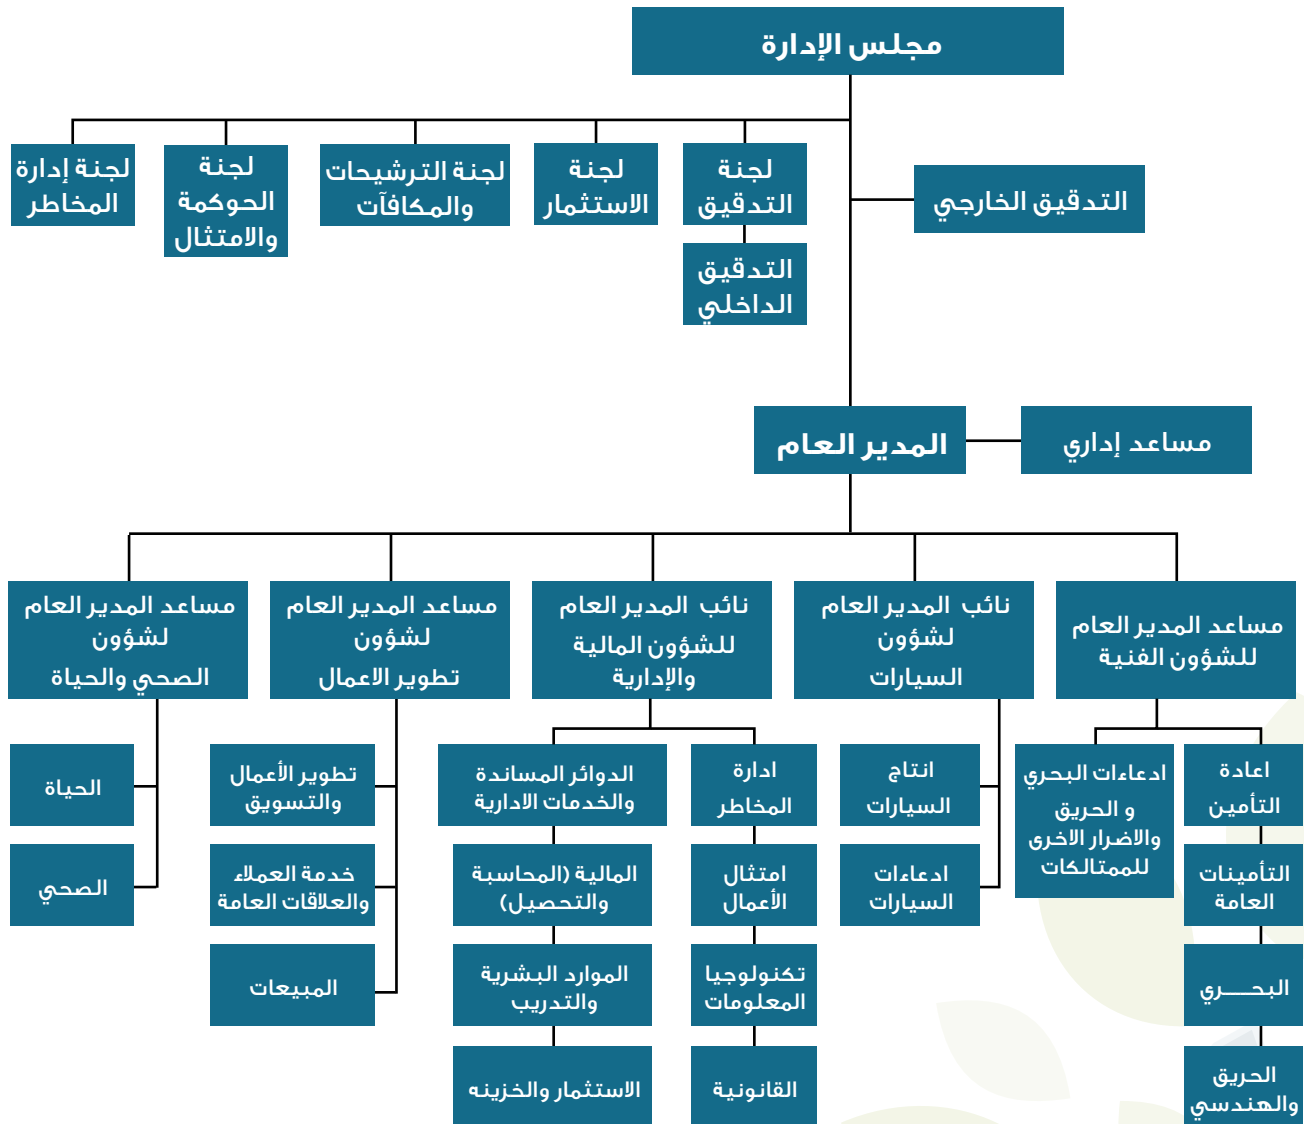 مجلس الإدارة
التدقيق الخارجي
لجنة
التدقيق
لجنة
الاستثمار
لجنة الترشيحات
والمكافآت
لجنة
الحوكمة
والامتثال
لجنة إدارة
المخاطر
التدقيق
الداخلي
مساعد إداري
المدير العام
مساعد المدير العام
للشؤون الفنية
نائب المدير العام
لشؤون
السيارات
نائب المدير العام
للشؤون المالية
والإدارية
مساعد المدير العام
لشؤون
تطوير الاعمال
مساعد المدير العام
لشؤون
الصحي والحياة
اعادة
التأمين
التأمينات
العامة
البحـــــري
الحريق
والهندسي
ادعاءات البحري
و الحريق
والاضرار الاخرى
للممتالكات
انتاج
السيارات
ادعاءات
السيارات
ادارة
المخاطر
امتثال
الأعمال
تكنولوجيا
المعلومات
القانونية
الدوائر المساندة
والخدمات الادارية
المالية (المحاسبة
والتحصيل)
الموارد البشرية
والتدريب
الاستثمار والخزينه
تطوير الأعمال
والتسويق
خدمة العملاء
والعلاقات العامة
المبيعات
الحياة
الصحي